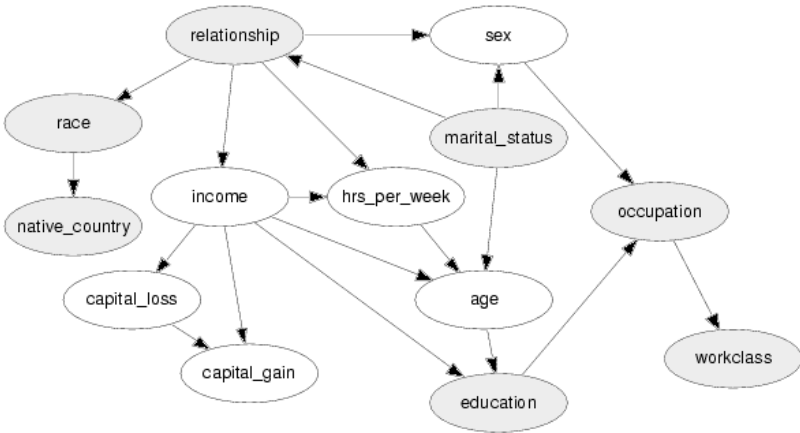 relationship
sex
race
marital_status
income
hrs_per_week
occupation
native_country
capital_loss
age
workclass
capital_gain
education